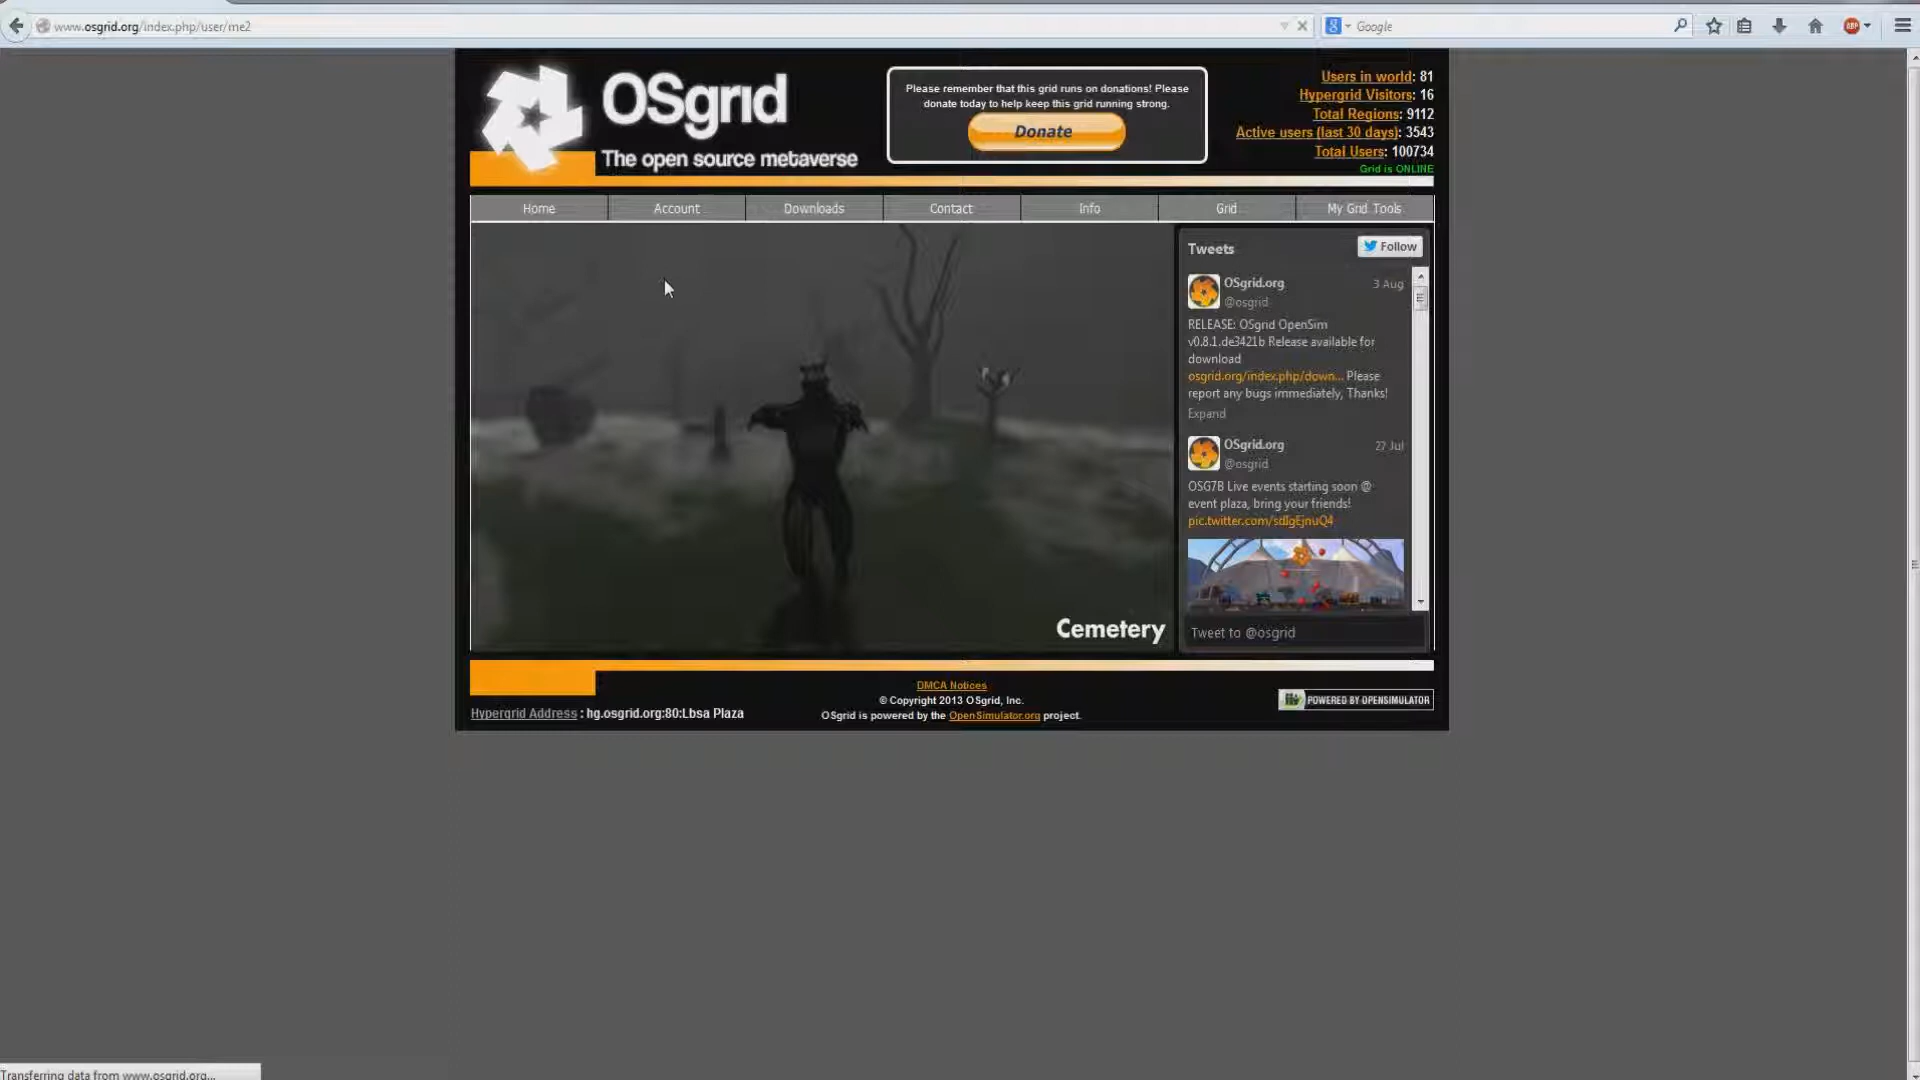 www.osgrid.org/index.php/user/me2
Google
OSgrid
The open source metaverse
Please remember that this grid runs on donations! Please
donate today to help keep this grid running strong.
Donate
Users in world: 81
Hypergrid Visitors: 16
Total Regions: 9112
Active users (last 30 days): 3543
Total Users: 100734
Grid is ONLINE
Home Account Downloads Contact Info Grid My Grid Tools
Cemetery
Tweets
Follow
OSgrid.org 3 Aug
@osgrid
RELEASE: OSgrid OpenSim
v0.8.1.de3421b Release available for
download
osgrid.org/index.php/down... Please
report any bugs immediately, Thanks!
Expand
OSgrid.org 27 Jul
@osgrid
OSG7B Live events starting soon @
event plaza, bring your friends!
pic.twitter.com/sdIgEjnuQ4
Tweet to @osgrid
Hypergrid Address : hg.osgrid.org:80:Lbsa Plaza
DMCA Notices
© Copyright 2013 OSgrid, Inc.
OSgrid is powered by the OpenSimulator.org project.
POWERED BY OPENSIMULATOR
Transferring data from www.osgrid.org...